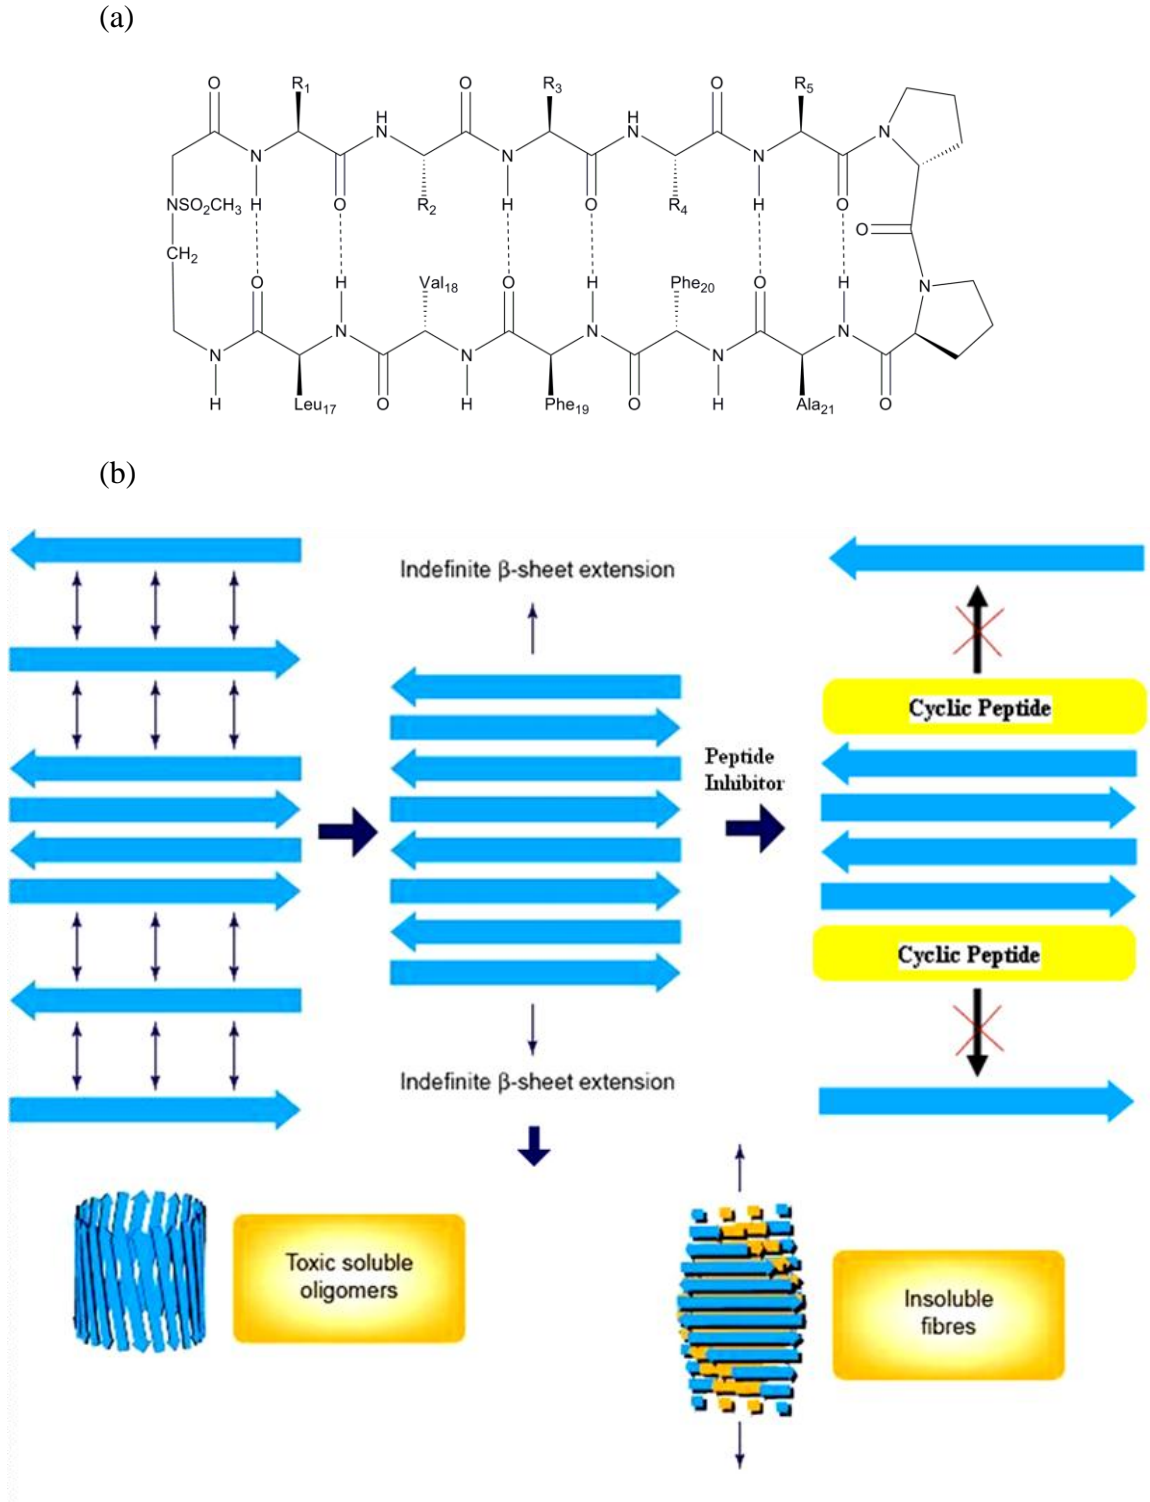 (a)
O R₁ O R₃ O R₅
H N H N N
N O N O N O
NSO₂CH₃ H R₂ H R₄ H O
CH₂
O H Val₁₈ O H Phe₂₀ O H N
N N N
N N N
H Leu₁₇ O H Phe₁₉ O H Ala₂₁ O
(b)
Indefinite β-sheet extension
Cyclic Peptide
Peptide
Inhibitor
Cyclic Peptide
Indefinite β-sheet extension
Toxic soluble
oligomers
Insoluble
fibres